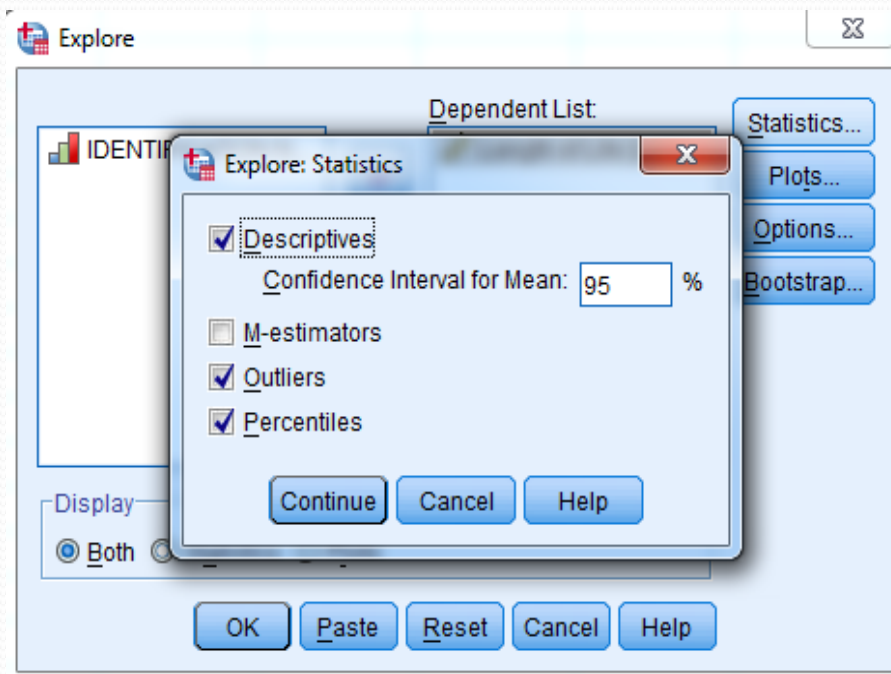 Explore
Dependent List:
IDENTIF
Statistics...
Plots...
Options...
Bootstrap...
Explore: Statistics
Descriptives
Confidence Interval for Mean: 95 %
M-estimators
Outliers
Percentiles
Continue Cancel Help
Display
Both
OK Paste Reset Cancel Help